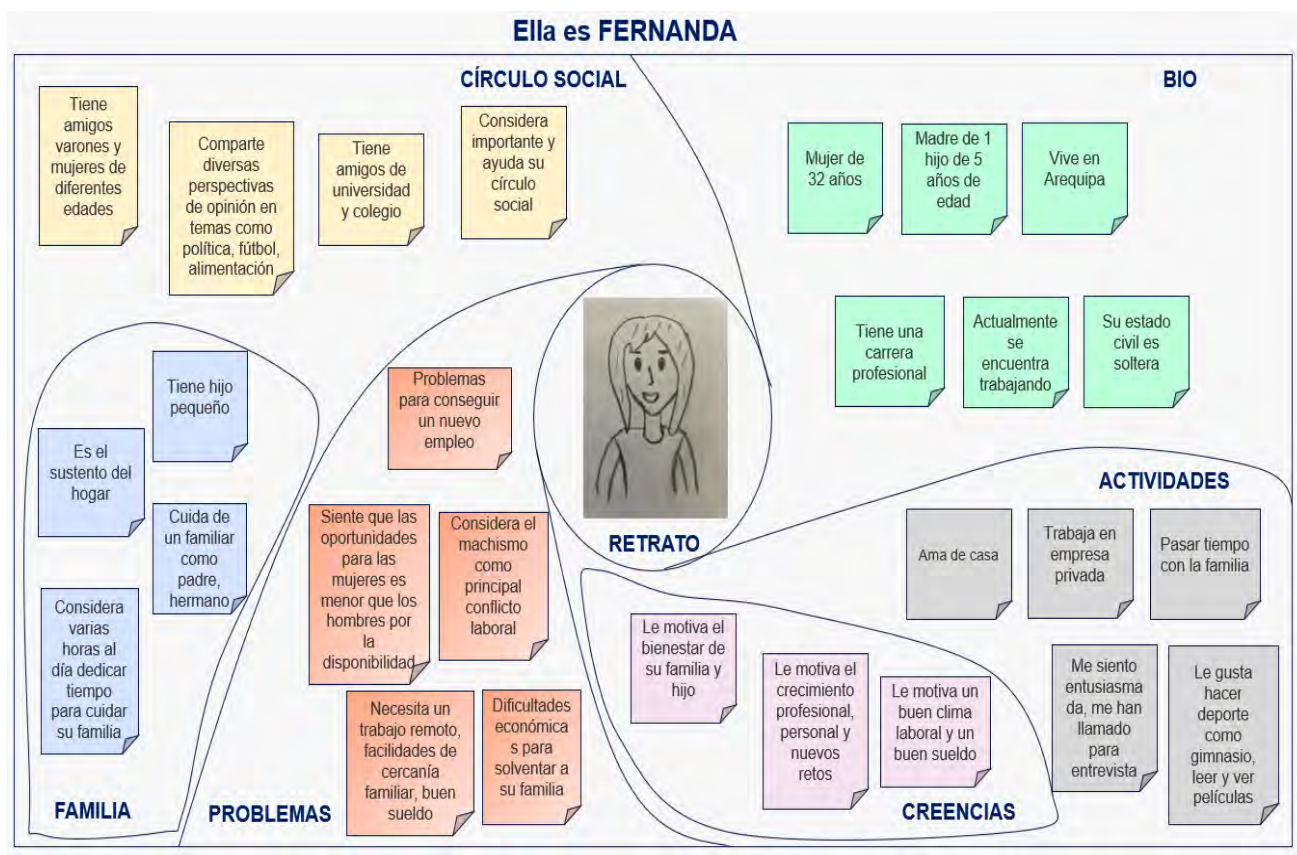 Ella es FERNANDA
CÍRCULO SOCIAL
Tiene
amigos
varones y
mujeres de
diferentes
edades
Comparte
diversas
perspectivas
de opinión en
temas como
política, fútbol,
alimentación
Tiene
amigos de
universidad
y colegio
Considera
importante y
ayuda su
círculo
social
BIO
Mujer de
32 años
Madre de 1
hijo de 5
años de
edad
Vive en
Arequipa
Tiene una
carrera
profesional
Actualmente
se
encuentra
trabajando
Su estado
civil es
soltera
Tiene hijo
pequeño
Es el
sustento del
hogar
Cuida de
un familiar
como
padre,
hermano
Considera
varias
horas al
día dedicar
tiempo
para cuidar
su familia
FAMILIA
Problemas
para conseguir
un nuevo
empleo
Siente que las
oportunidades
para las
mujeres es
menor que los
hombres por
la
disponibilidad
Considera el
machismo
como
principal
conflicto
laboral
Necesita un
trabajo remoto,
facilidades de
cercanía
familiar, buen
sueldo
Dificultades
económica
s para
solventar a
su familia
PROBLEMAS
RETRATO
Le motiva el
bienestar de
su familia y
hijo
Le motiva el
crecimiento
profesional,
personal y
nuevos
retos
Le motiva un
buen clima
laboral y un
buen sueldo
CREENCIAS
ACTIVIDADES
Ama de casa
Trabaja en
empresa
privada
Pasar tiempo
con la familia
Me siento
entusiasma
da, me han
llamado
para
entrevista
Le gusta
hacer
deporte
como
gimnasio,
leer y ver
películas